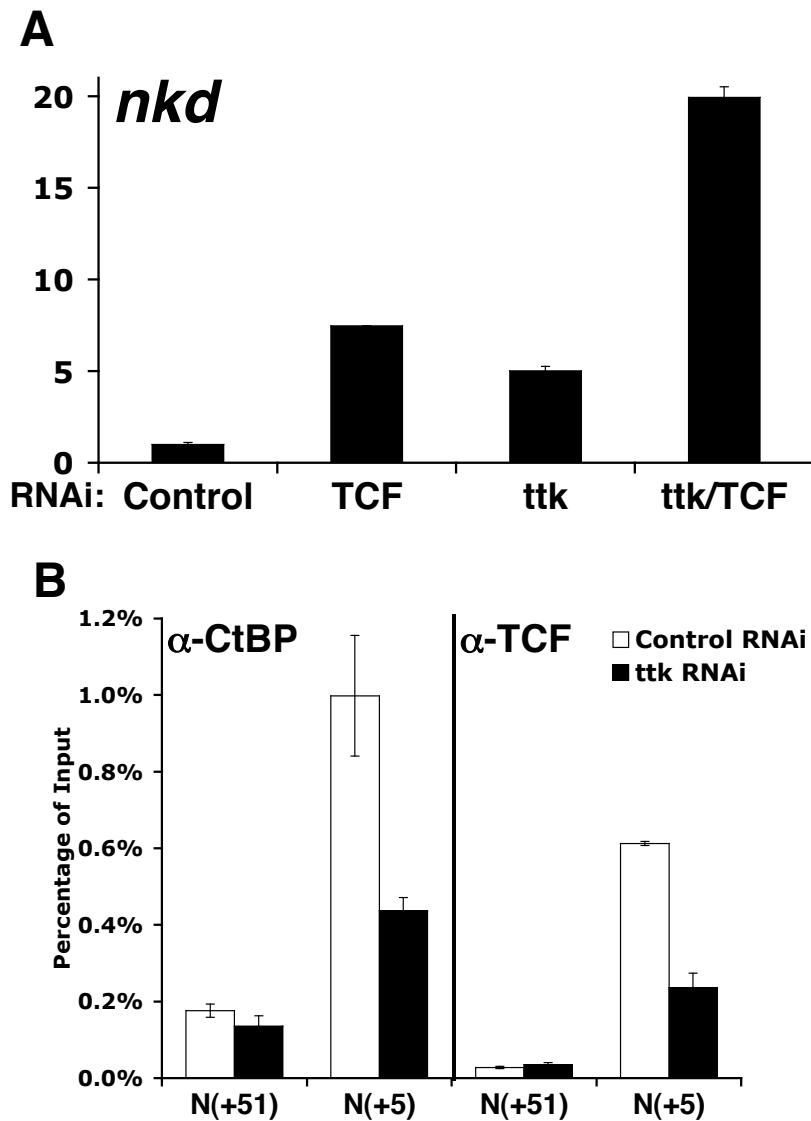 A
nkd
20
15
10
5
0
RNAi: Control TCF ttk ttk/TCF
B
1.2%
1.0%
0.8%
0.6%
0.4%
0.2%
0.0%
Percentage of Input
α-CtBP
α-TCF
Control RNAi
ttk RNAi
N(+51) N(+5) N(+51) N(+5)